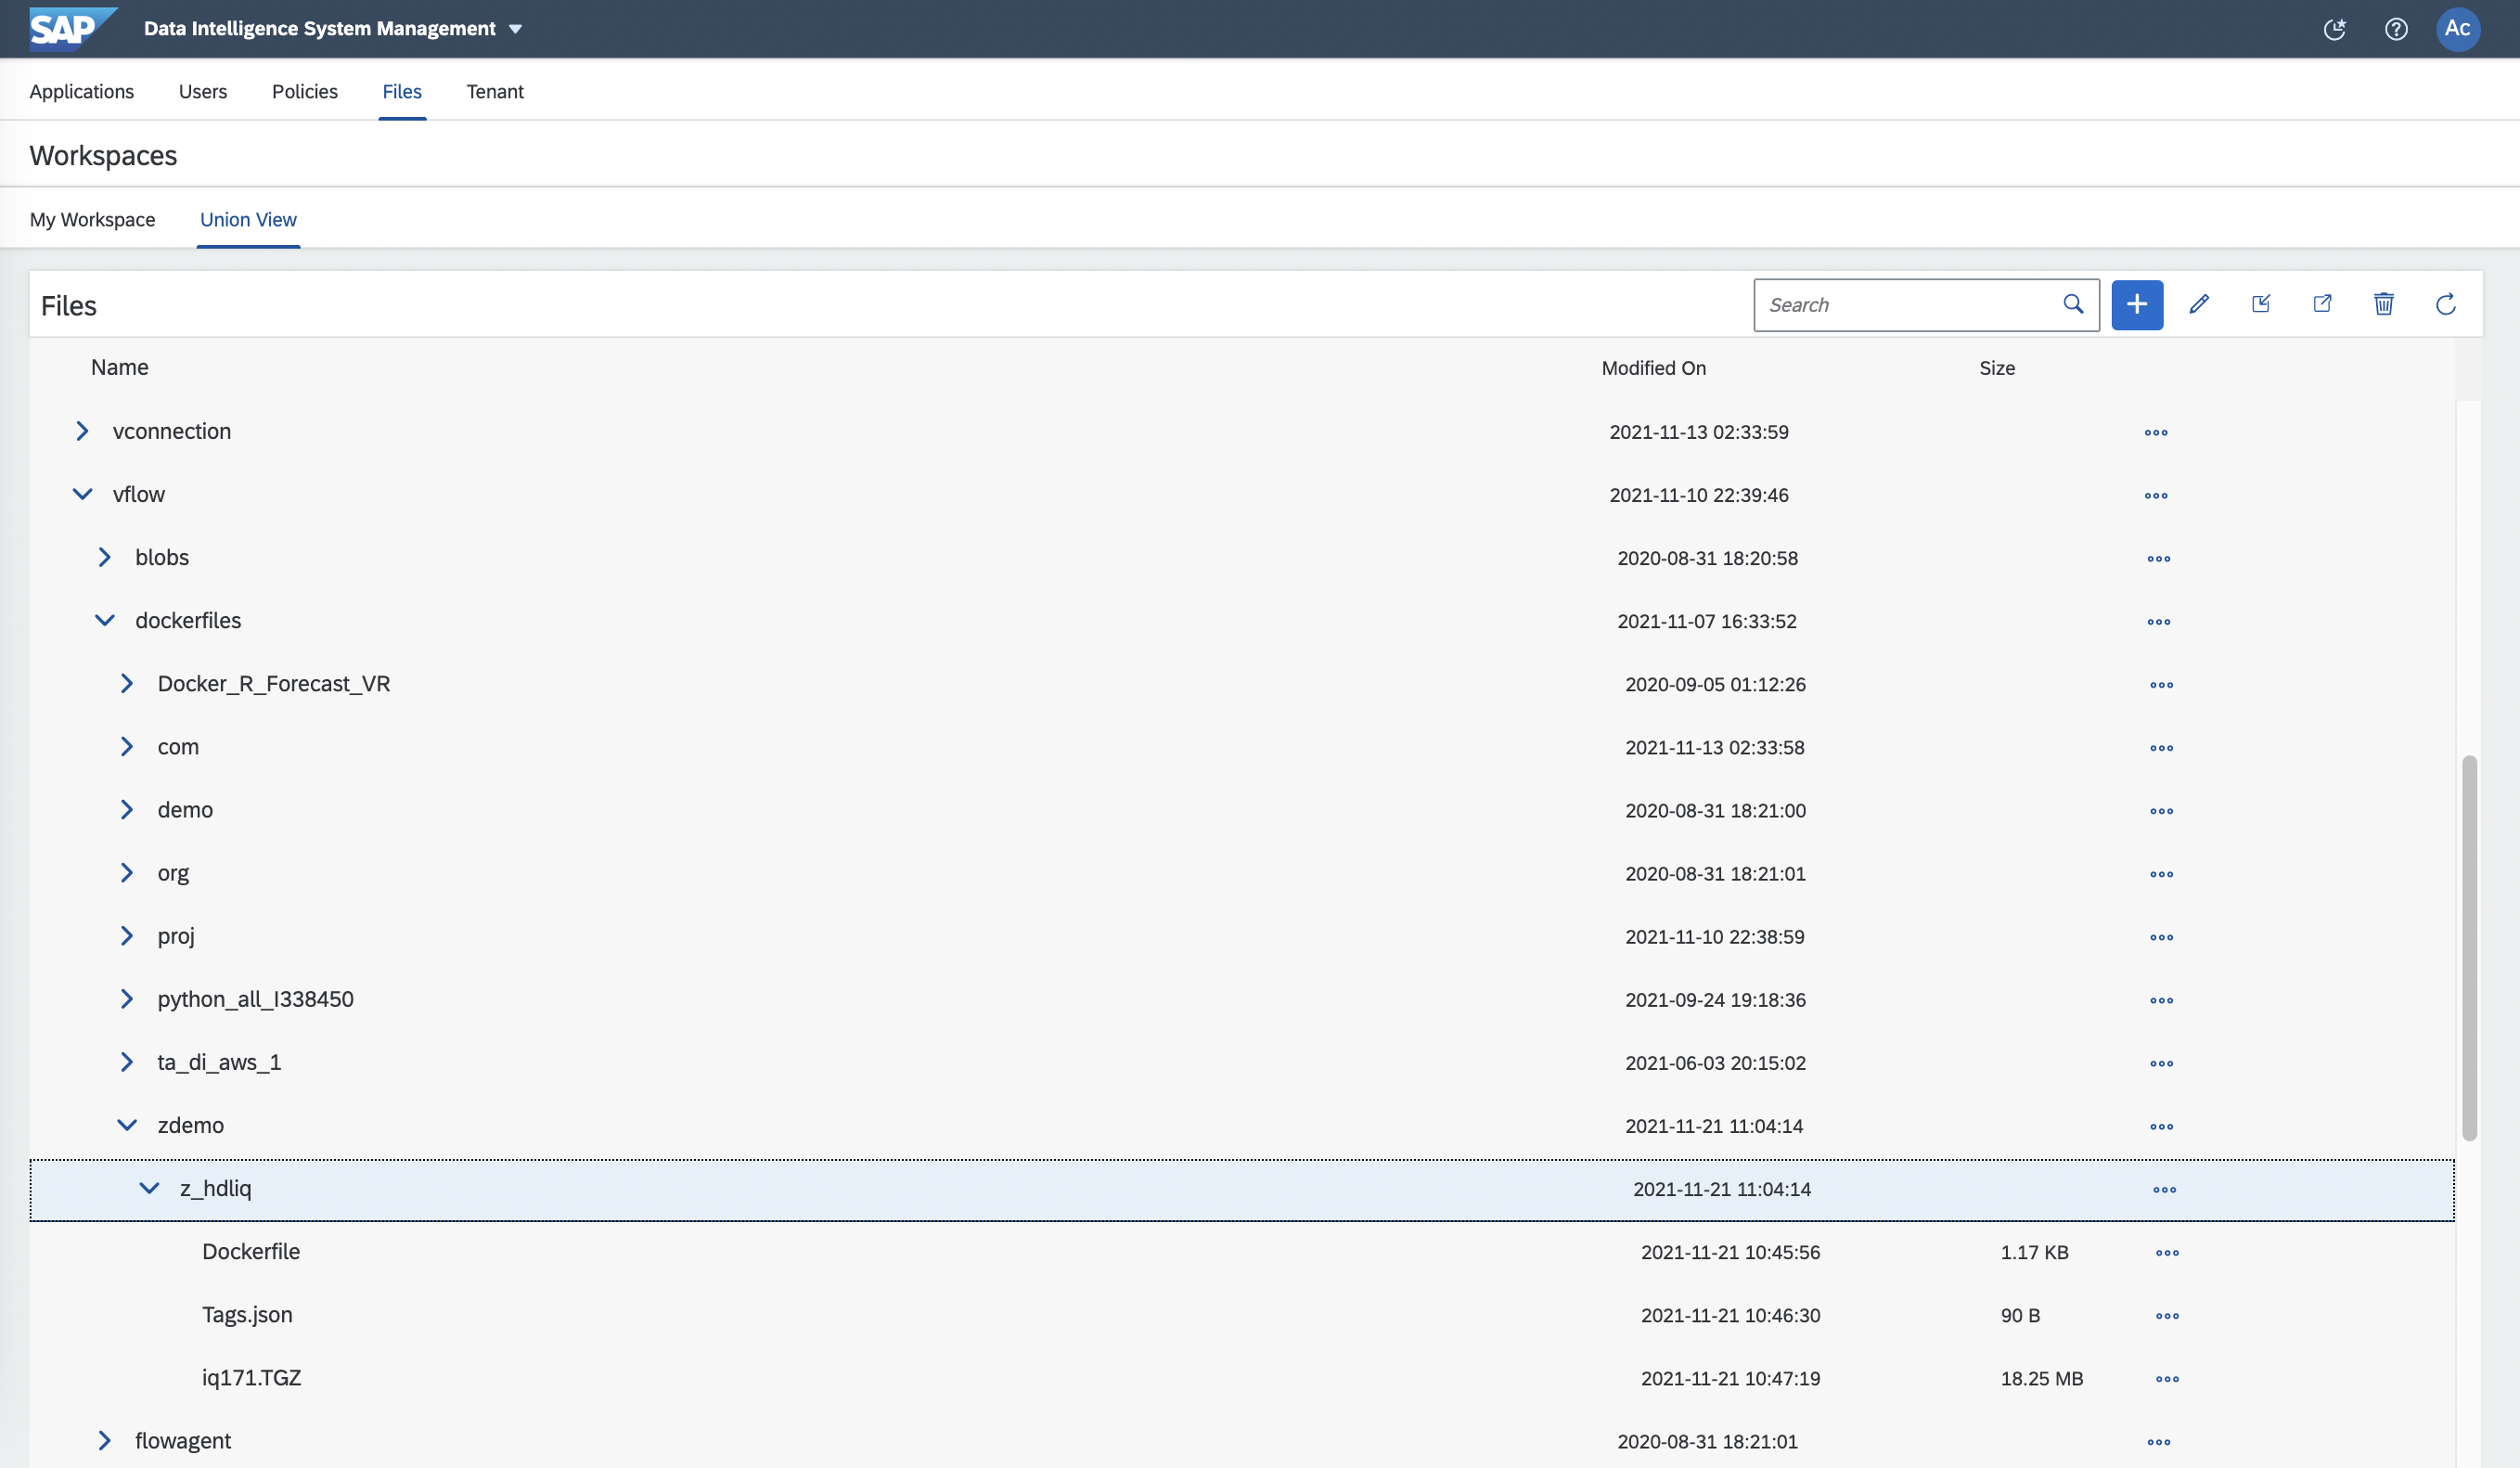 SAP Data Intelligence System Management Ac
Applications Users Policies Files Tenant
Workspaces
My Workspace Union View
Files Search
Name Modified On Size
vconnection 2021-11-13 02:33:59
vflow 2021-11-10 22:39:46
blobs 2020-08-31 18:20:58
dockerfiles 2021-11-07 16:33:52
Docker_R_Forecast_VR 2020-09-05 01:12:26
com 2021-11-13 02:33:58
demo 2020-08-31 18:21:00
org 2020-08-31 18:21:01
proj 2021-11-10 22:38:59
python_all_I338450 2021-09-24 19:18:36
ta_di_aws_1 2021-06-03 20:15:02
zdemo 2021-11-21 11:04:14
z_hdliq 2021-11-21 11:04:14
Dockerfile 2021-11-21 10:45:56 1.17 KB
Tags.json 2021-11-21 10:46:30 90 B
iq171.TGZ 2021-11-21 10:47:19 18.25 MB
flowagent 2020-08-31 18:21:01